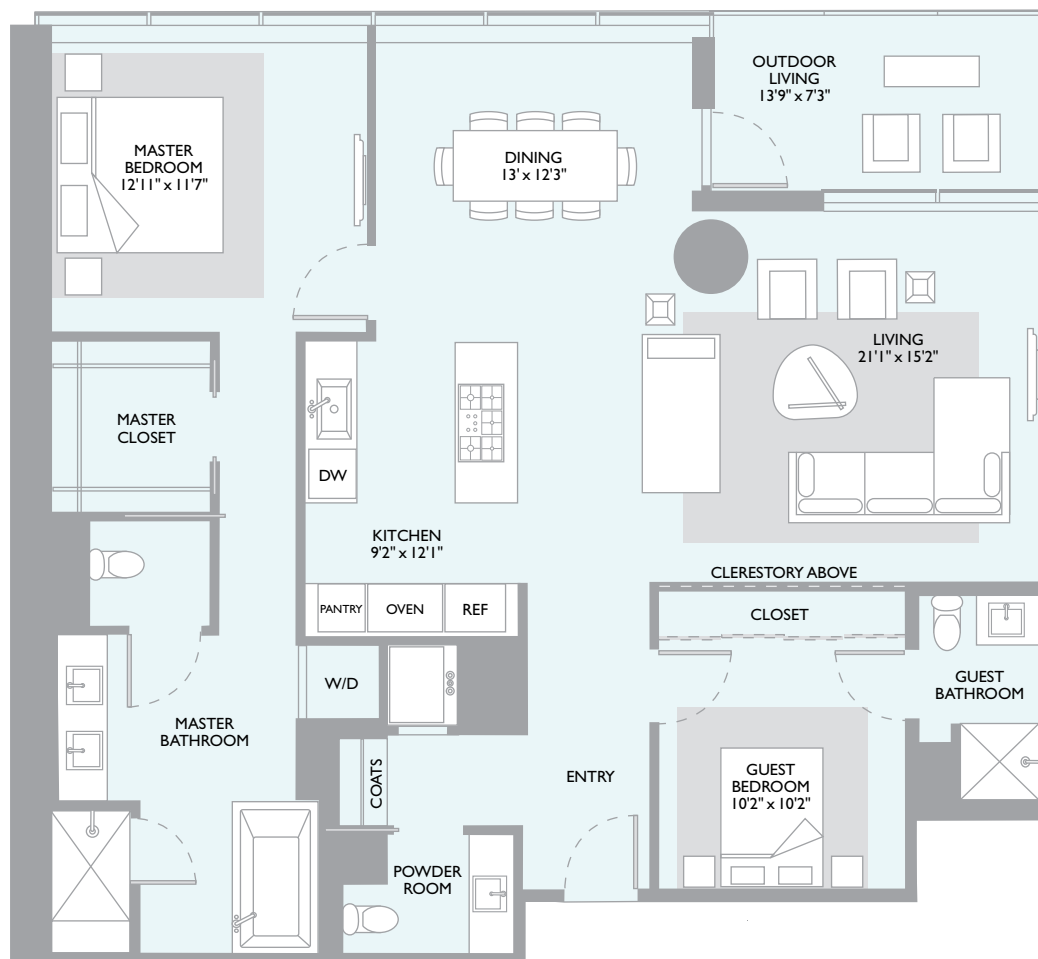 OUTDOOR
LIVING
13'9" x 7'3"
MASTER
BEDROOM
12'11" x 11'7"
DINING
13' x 12'3"
LIVING
21'1" x 15'2"
MASTER
CLOSET
DW
KITCHEN
9'2" x 12'1"
CLERESTORY ABOVE
PANTRY
OVEN
REF
CLOSET
W/D
GUEST
BATHROOM
MASTER
BATHROOM
COATS
ENTRY
GUEST
BEDROOM
10'2" x 10'2"
POWDER
ROOM